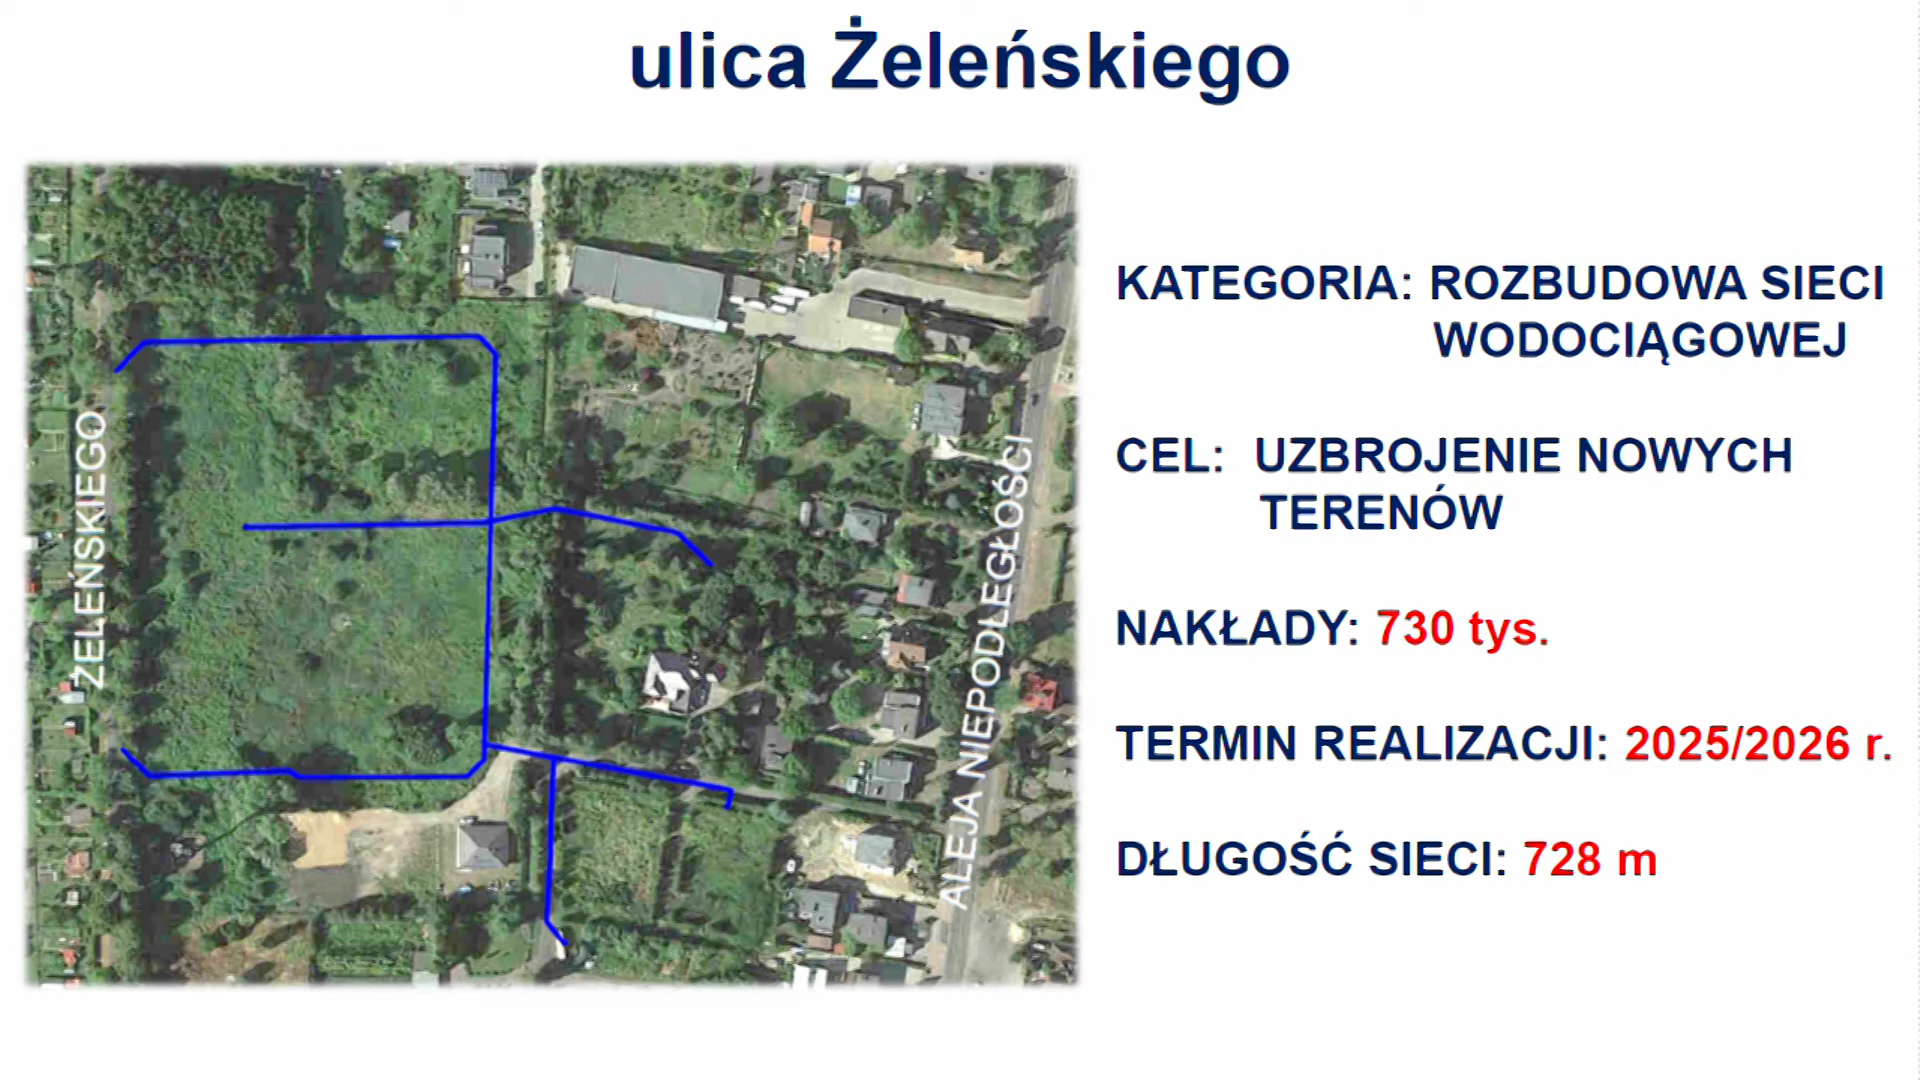 ulica Żeleńskiego
ŻELEŃSKIEGO
ALEJA NIEPODLEGŁOŚCI
KATEGORIA: ROZBUDOWA SIECI
WODOCIĄGOWEJ
CEL: UZBROJENIE NOWYCH
TERENÓW
NAKŁADY: 730 tys.
TERMIN REALIZACJI: 2025/2026 r.
DŁUGOŚĆ SIECI: 728 m